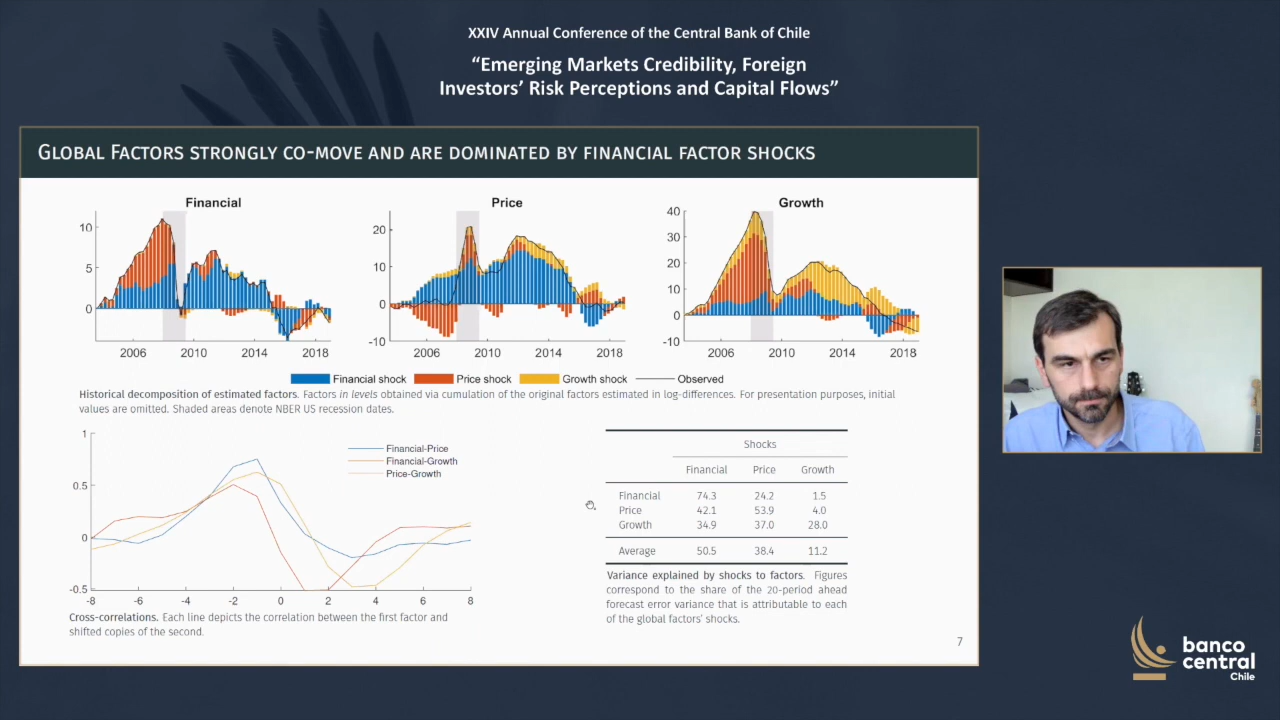 XXIV Annual Conference of the Central Bank of Chile
“Emerging Markets Credibility, Foreign
Investors’ Risk Perceptions and Capital Flows”
Global Factors strongly co-move and are dominated by financial factor shocks
Financial
10
5
0
2006 2010 2014 2018
Price
20
10
0
-10
2006 2010 2014 2018
Growth
40
30
20
10
0
-10
2006 2010 2014 2018
Financial shock Price shock Growth shock Observed
Historical decomposition of estimated factors. Factors in levels obtained via cumulation of the original factors estimated in log-differences. For presentation purposes, initial
values are omitted. Shaded areas denote NBER US recession dates.
1
0.5
0
-0.5
-8 -6 -4 -2 0 2 4 6 8
Financial-Price
Financial-Growth
Price-Growth
Cross-correlations. Each line depicts the correlation between the first factor and
shifted copies of the second.
Shocks
Financial Price Growth
Financial 74.3 24.2 1.5
Price 42.1 53.9 4.0
Growth 34.9 37.0 28.0
Average 50.5 38.4 11.2
Variance explained by shocks to factors. Figures
correspond to the share of the 20-period ahead
forecast error variance that is attributable to each
of the global factors’ shocks.
7
banco
central
Chile